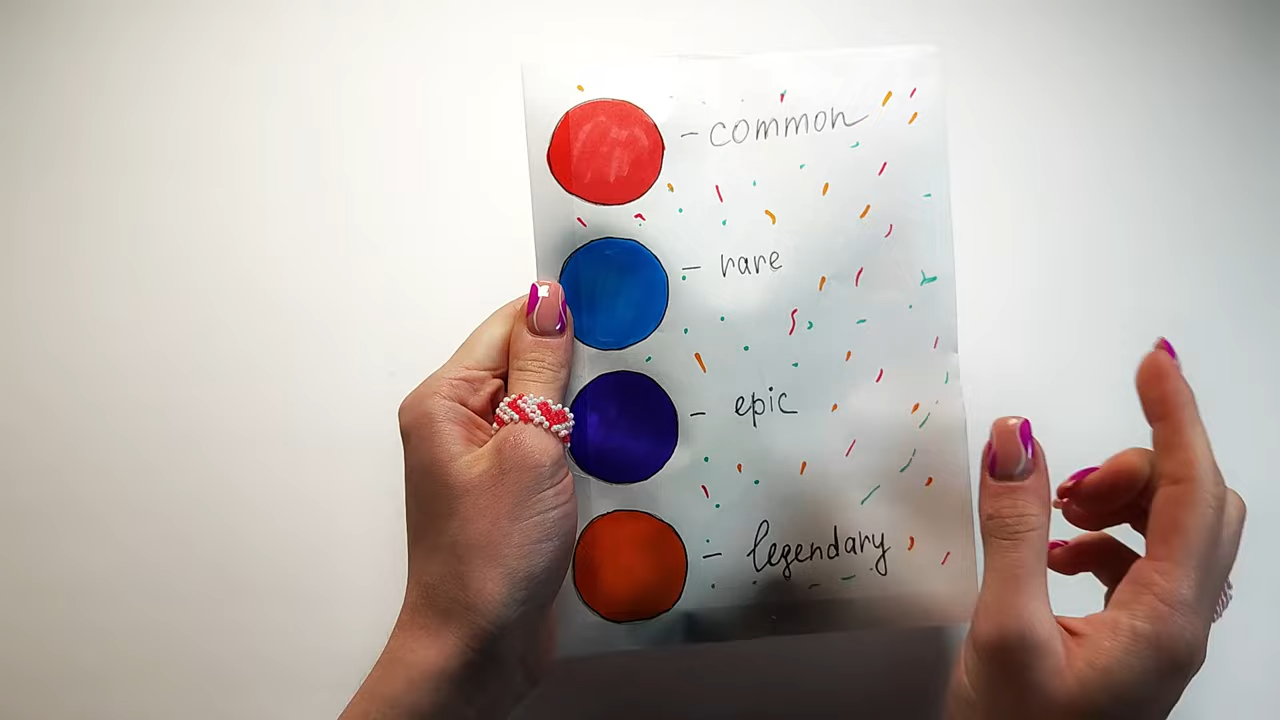 - common
- rare
- epic
- legendary